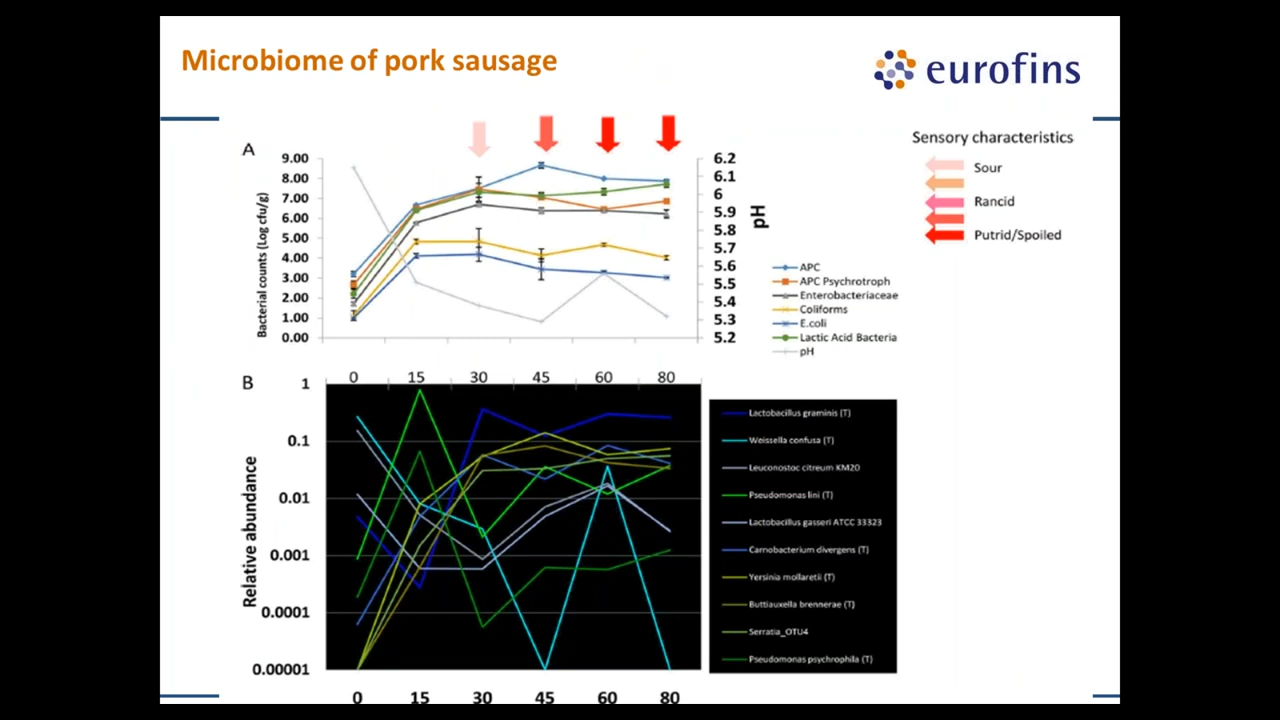 Microbiome of pork sausage
eurofins
Sensory characteristics
Sour
Rancid
Putrid/Spoiled
A
9.00
8.00
7.00
6.00
5.00
4.00
3.00
2.00
1.00
0.00
Bacterial counts (Log cfu/g)
6.2
6.1
6
5.9
5.8
5.7
5.6
5.5
5.4
5.3
5.2
pH
APC
APC Psychrotroph
Enterobacteriaceae
Coliforms
E.coli
Lactic Acid Bacteria
pH
B
0 15 30 45 60 80
1
0.1
0.01
0.001
0.0001
0.00001
Relative abundance
0 15 30 45 60 80
Lactobacillus graminis (T)
Weissella confusa (T)
Leuconostoc citreum KM20
Pseudomonas lini (T)
Lactobacillus gasseri ATCC 33323
Carnobacterium divergens (T)
Yersinia mollaretii (T)
Buttiauxella brennerae (T)
Serratia_OTU4
Pseudomonas psychrophila (T)